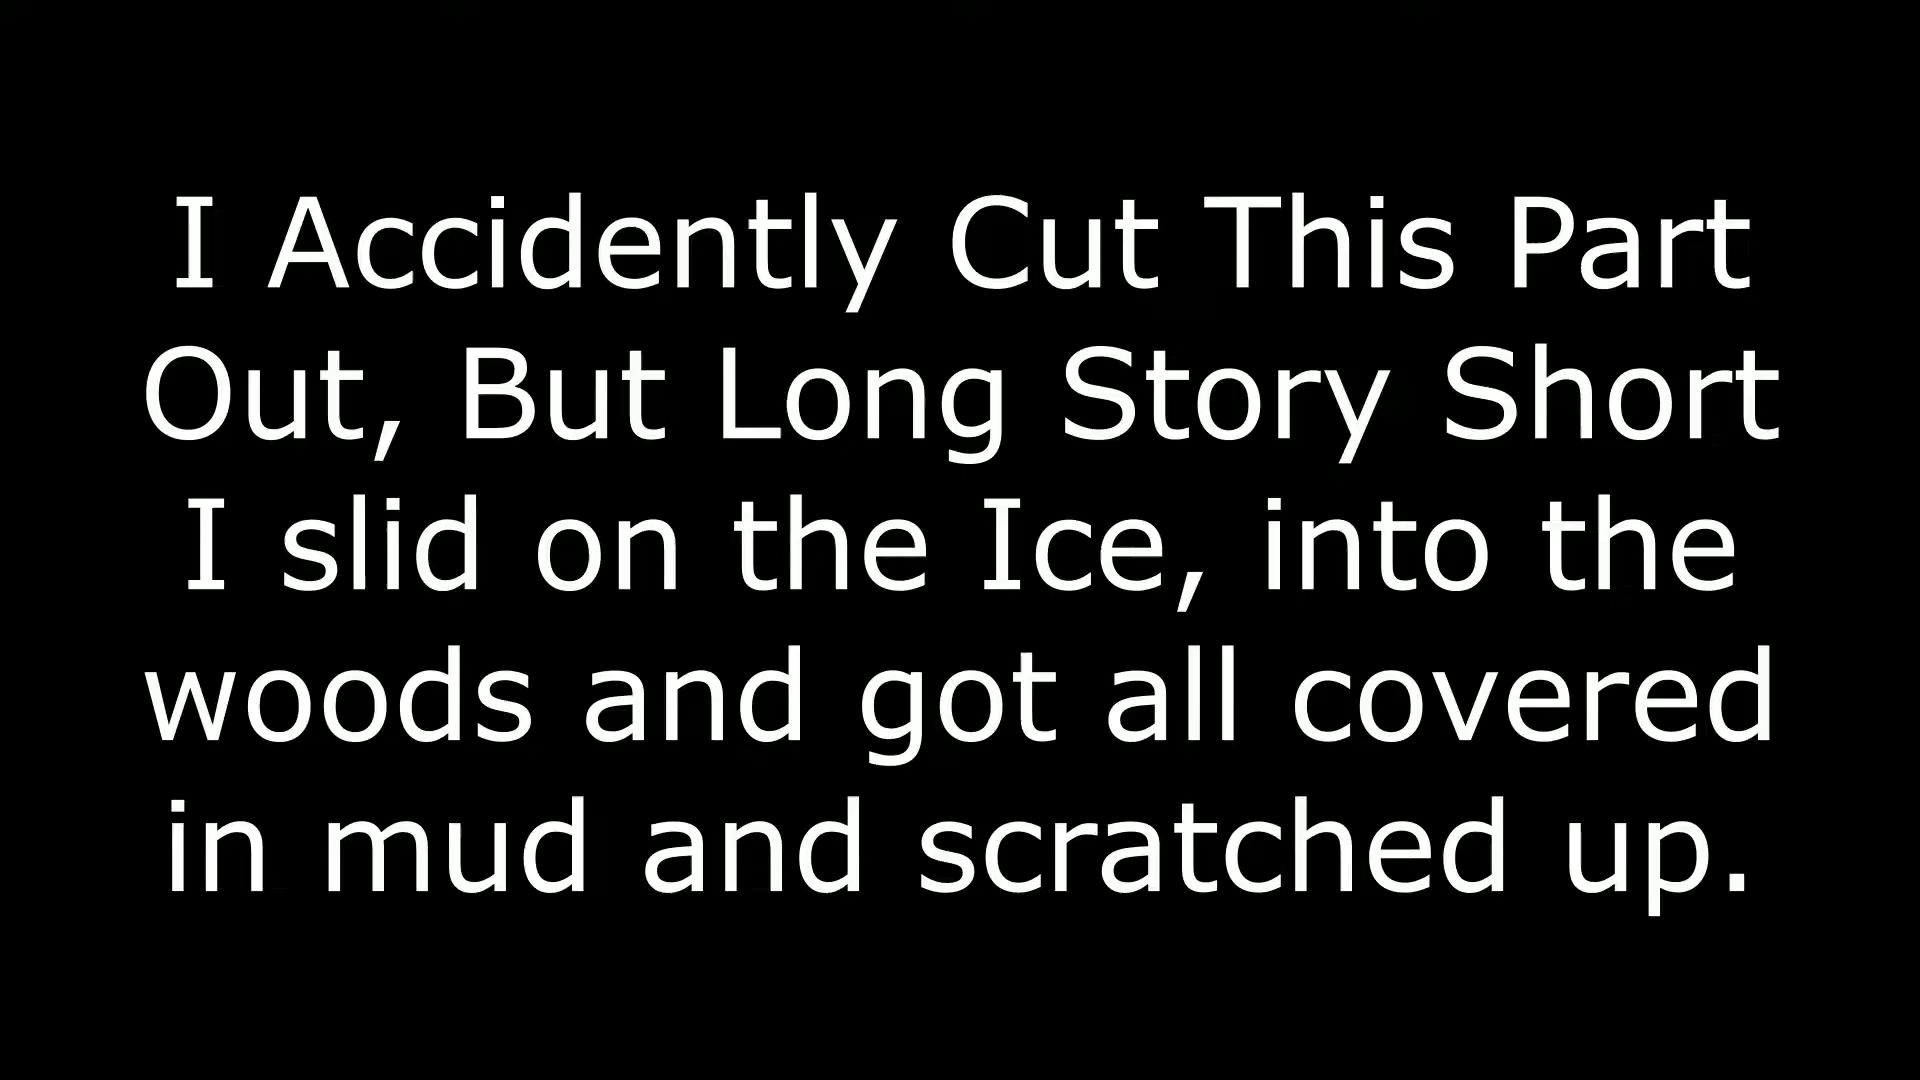 I Accidently Cut This Part
Out, But Long Story Short
I slid on the Ice, into the
woods and got all covered
in mud and scratched up.